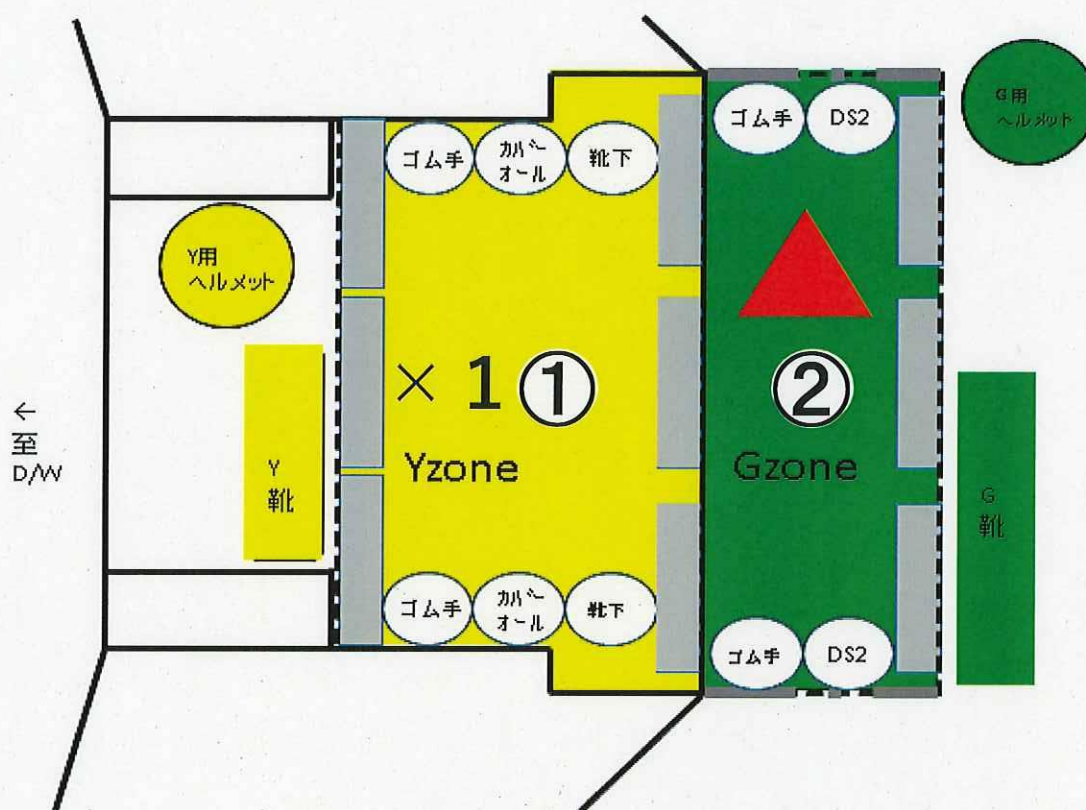 ゴム手
DS2
G用
ヘルメット
ゴム手
カバー
オール
靴下
Y用
ヘルメット
× 1 ①
②
←
至
D/W
Yzone
Gzone
Y
靴
G
靴
ゴム手
カバー
オール
靴下
ゴム手
DS2